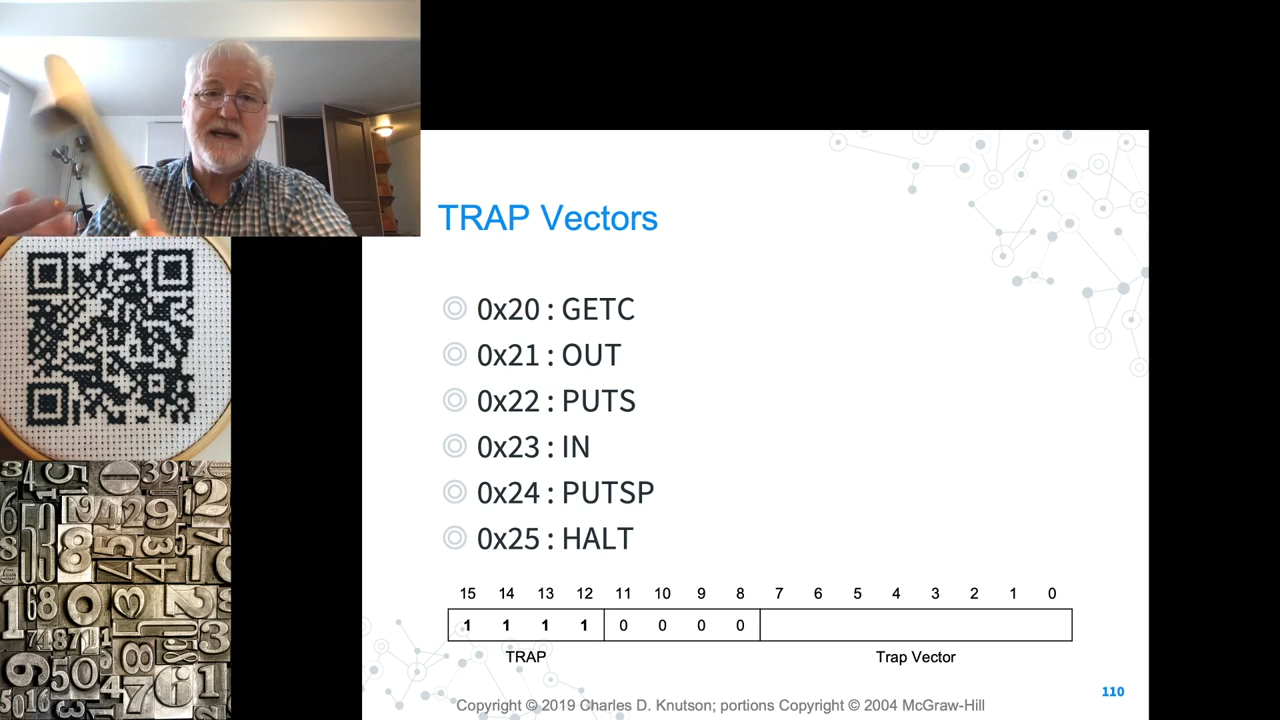 TRAP Vectors
0x20 : GETC
0x21 : OUT
0x22 : PUTS
0x23 : IN
0x24 : PUTSP
0x25 : HALT
15 14 13 12 11 10 9 8 7 6 5 4 3 2 1 0
1 1 1 1 0 0 0 0
TRAP Trap Vector
110
Copyright © 2019 Charles D. Knutson; portions Copyright © 2004 McGraw-Hill